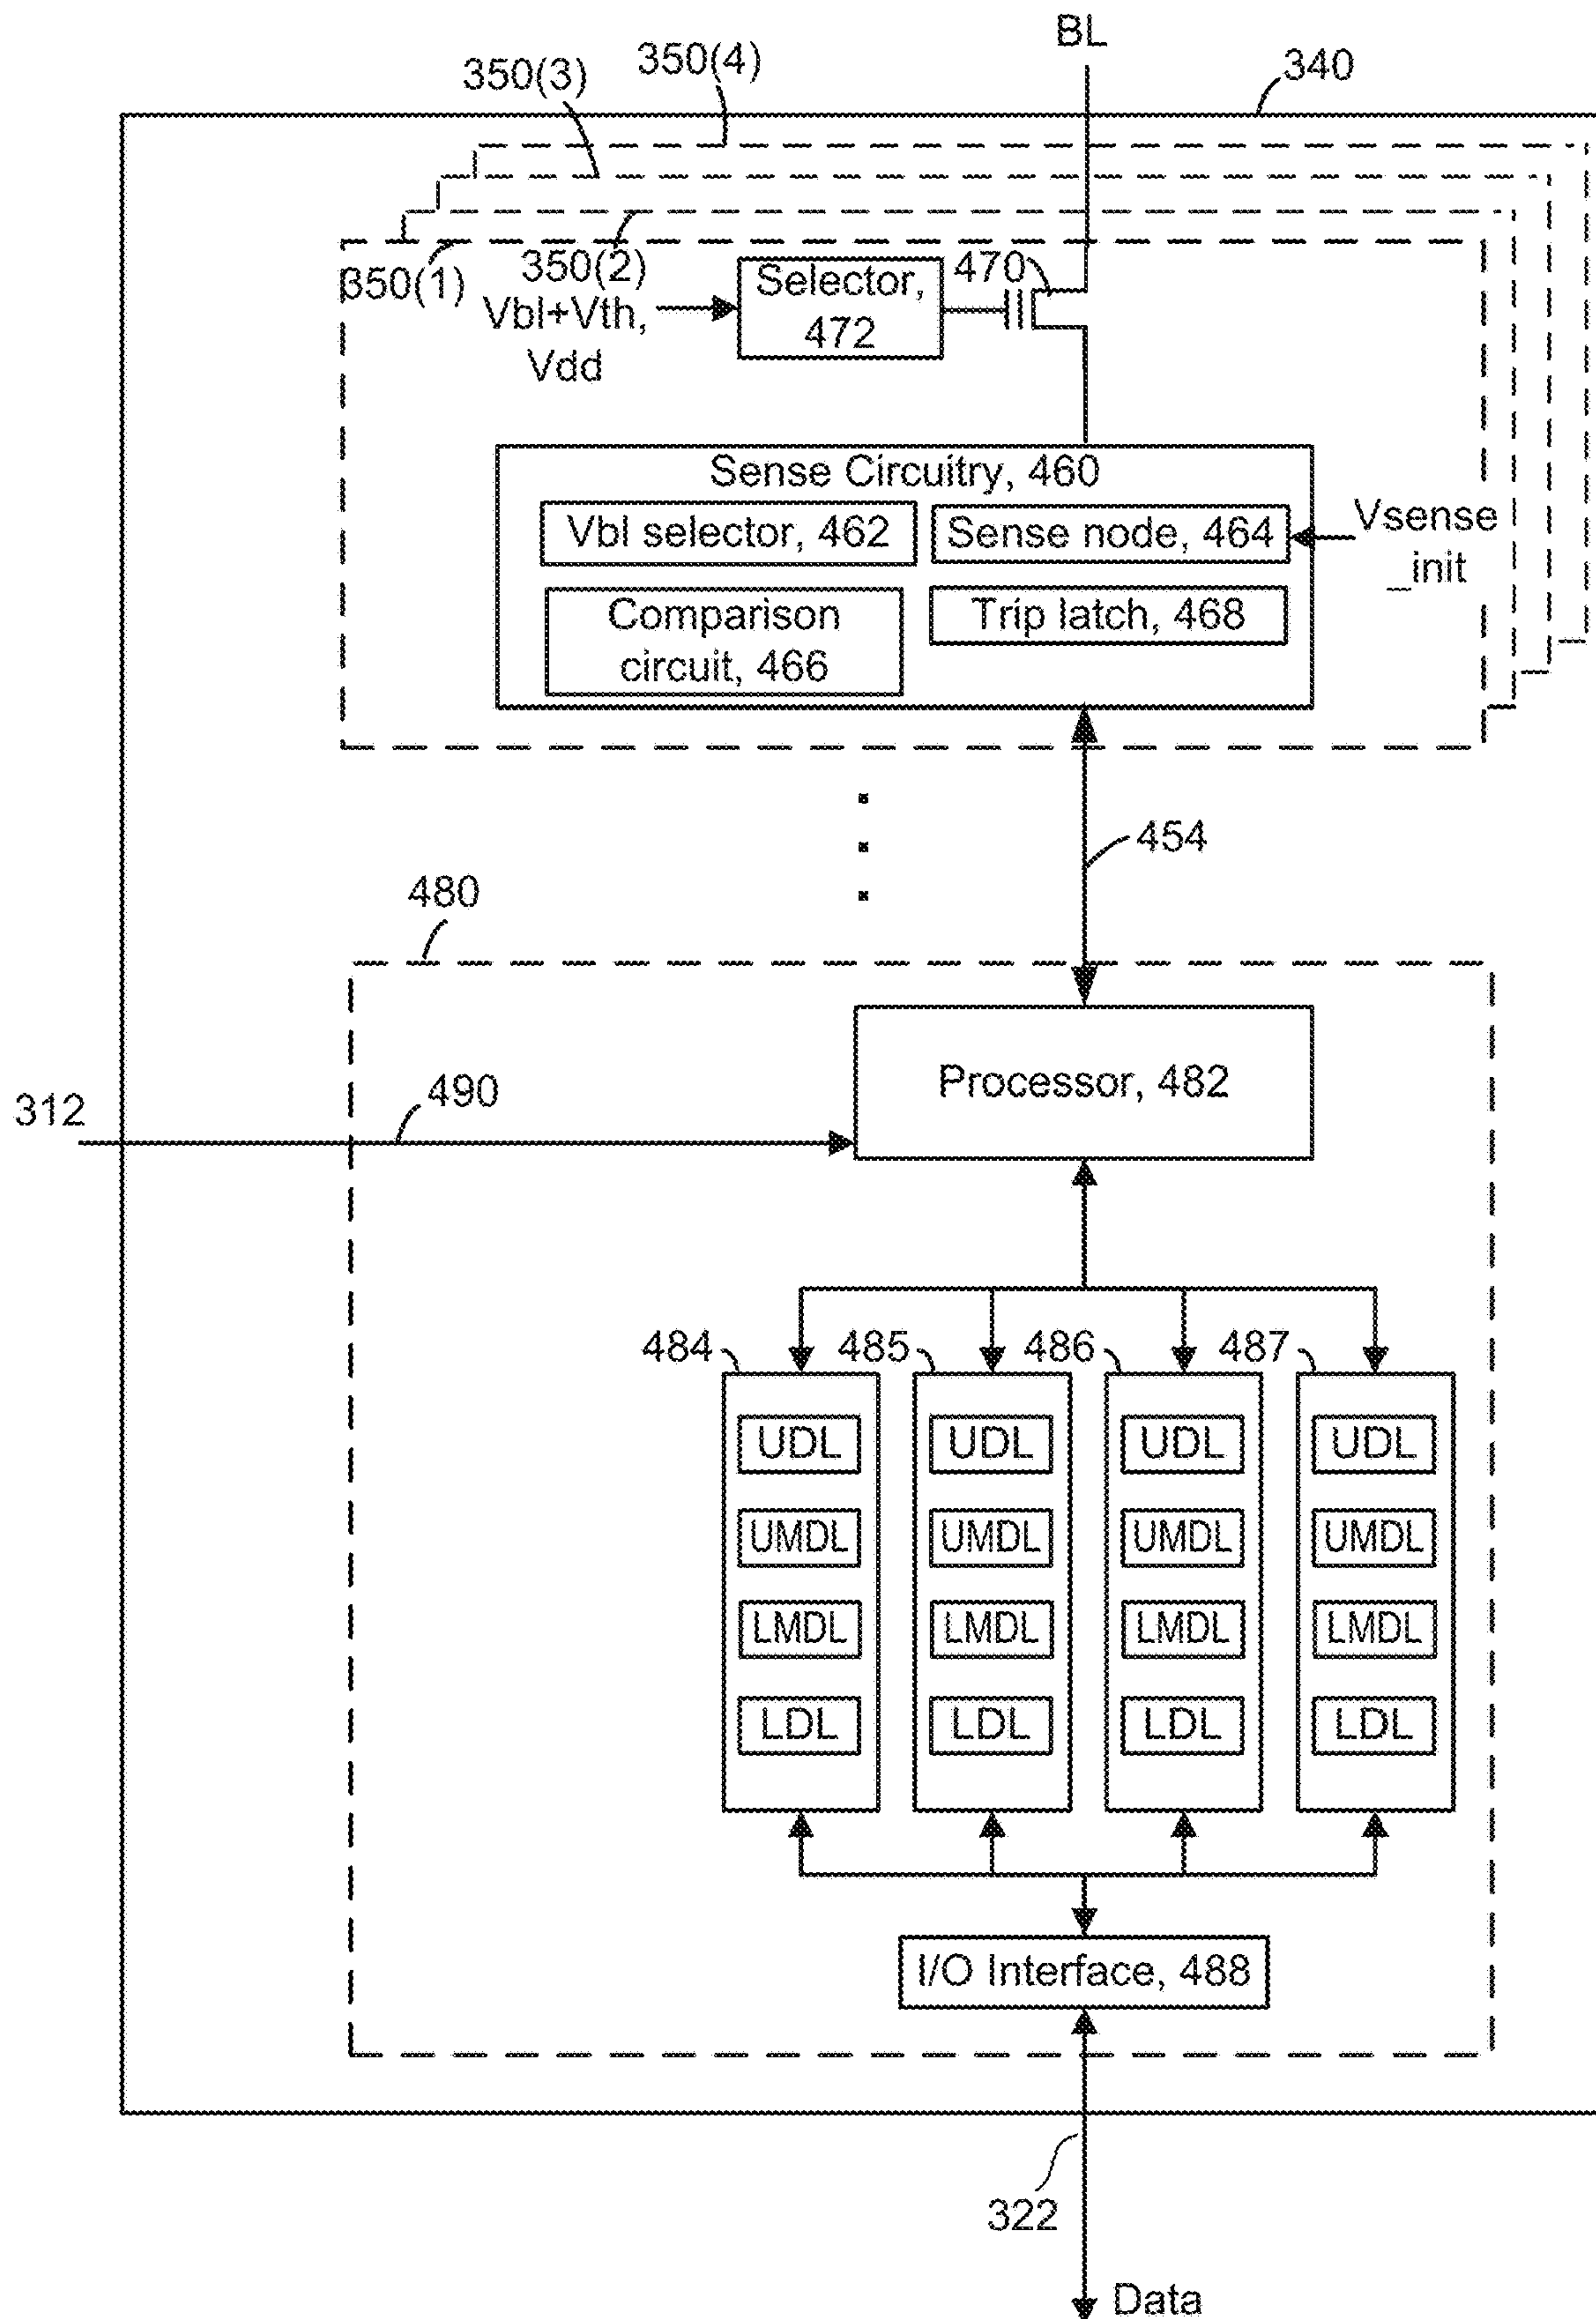 BL
350(4)
340
350(3)
350(1)
350(2)
Vbl+Vth,
Vdd
Selector,
472
470
Sense Circuitry, 460
Vbl selector, 462
Sense node, 464
Vsense
_init
Comparison
circuit, 466
Trip latch, 468
454
480
Processor, 482
312
490
484
485
486
487
UDL
UDL
UDL
UDL
UMDL
UMDL
UMDL
UMDL
LMDL
LMDL
LMDL
LMDL
LDL
LDL
LDL
LDL
I/O Interface, 488
322
Data